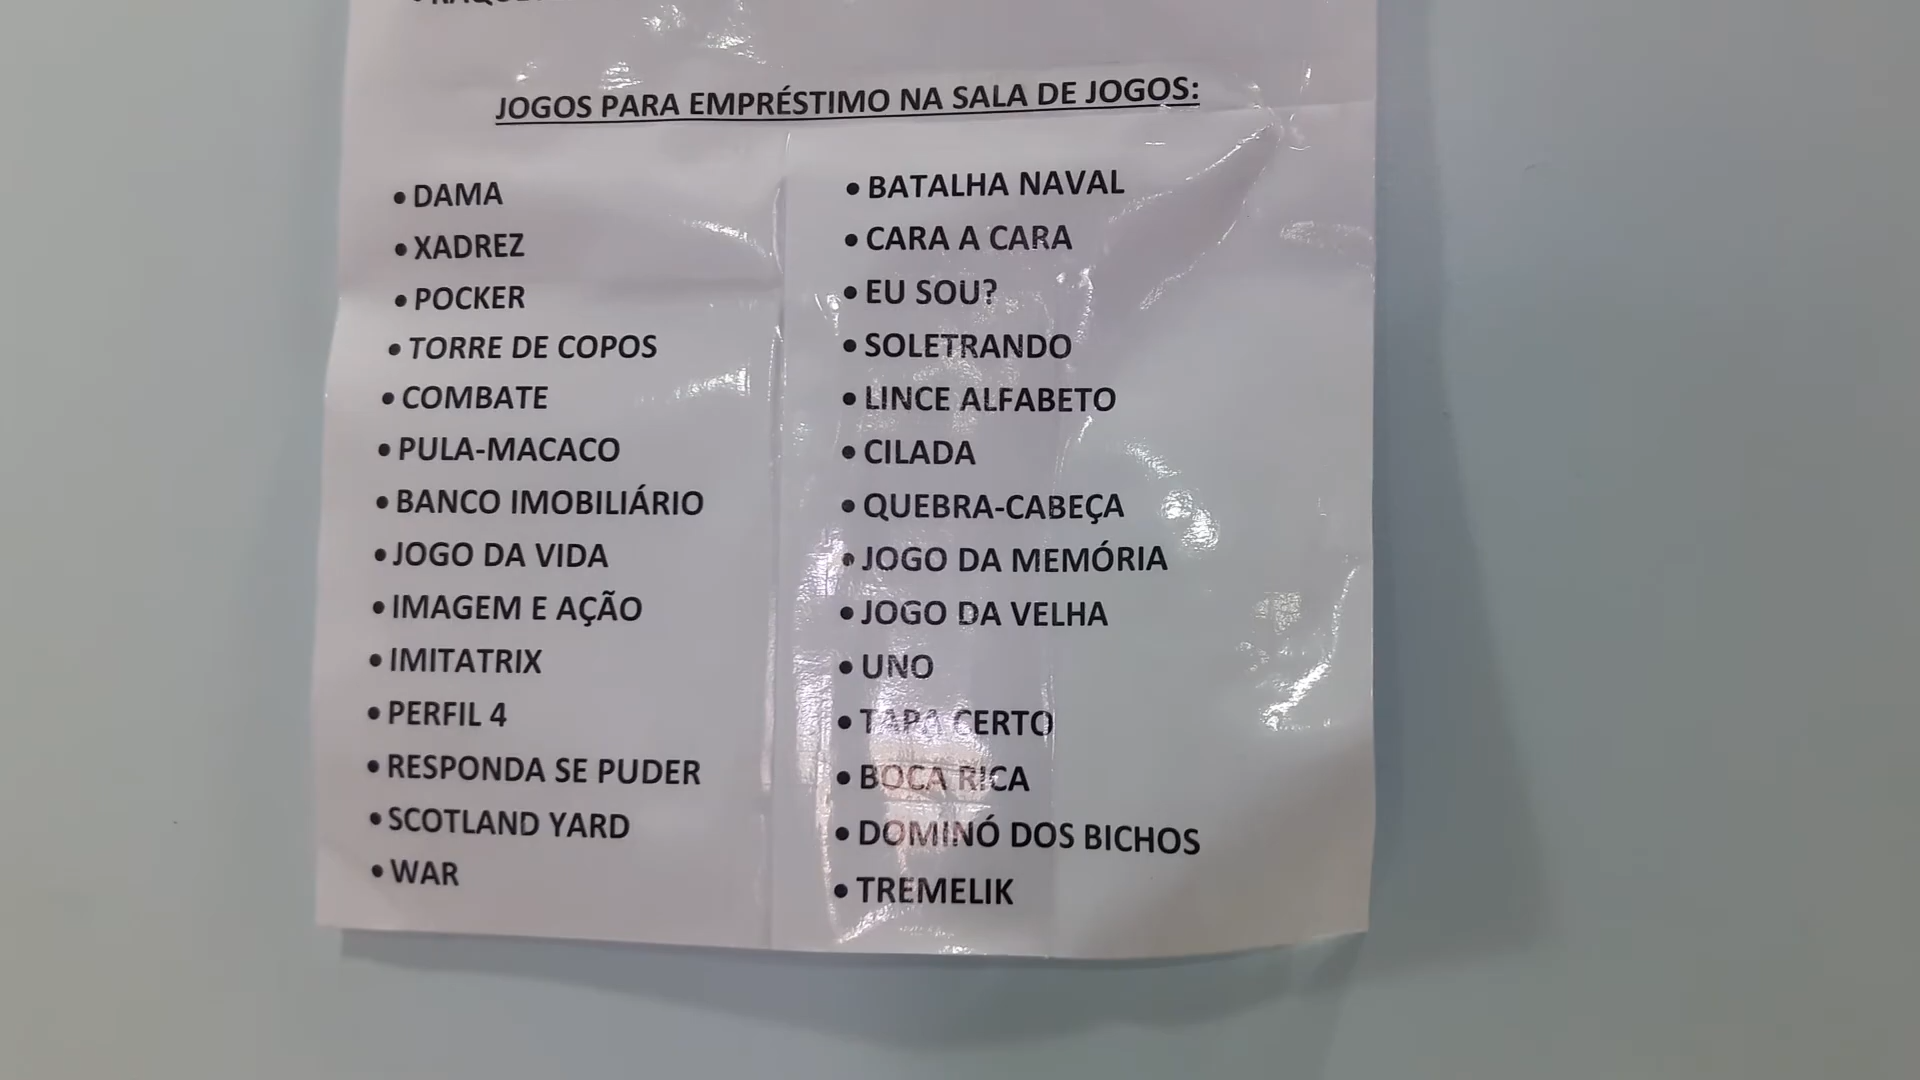 JOGOS PARA EMPRÉSTIMO NA SALA DE JOGOS:
• DAMA
• XADREZ
• POCKER
• TORRE DE COPOS
• COMBATE
• PULA-MACACO
• BANCO IMOBILIÁRIO
• JOGO DA VIDA
• IMAGEM E AÇÃO
• IMITATRIX
• PERFIL 4
• RESPONDA SE PUDER
• SCOTLAND YARD
• WAR
• BATALHA NAVAL
• CARA A CARA
• EU SOU?
• SOLETRANDO
• LINCE ALFABETO
• CILADA
• QUEBRA-CABEÇA
• JOGO DA MEMÓRIA
• JOGO DA VELHA
• UNO
• TAPA CERTO
• BOCA RICA
• DOMINÓ DOS BICHOS
• TREMELIK